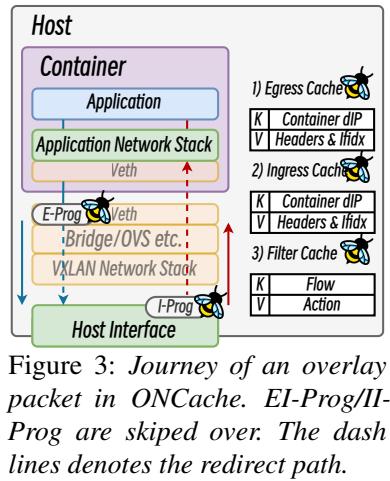 Host
Container
Application
Application Network Stack
Veth
E-Prog
Veth
Bridge/OVS etc.
VXLAN Network Stack
I-Prog
Host Interface
1) Egress Cache
K Container dIP
V Headers & Ifidx
2) Ingress Cache
K Container dIP
V Headers & Ifidx
3) Filter Cache
K Flow
V Action
Figure 3: Journey of an overlay
packet in ONCache. EI-Prog/II-
Prog are skiped over. The dash
lines denotes the redirect path.